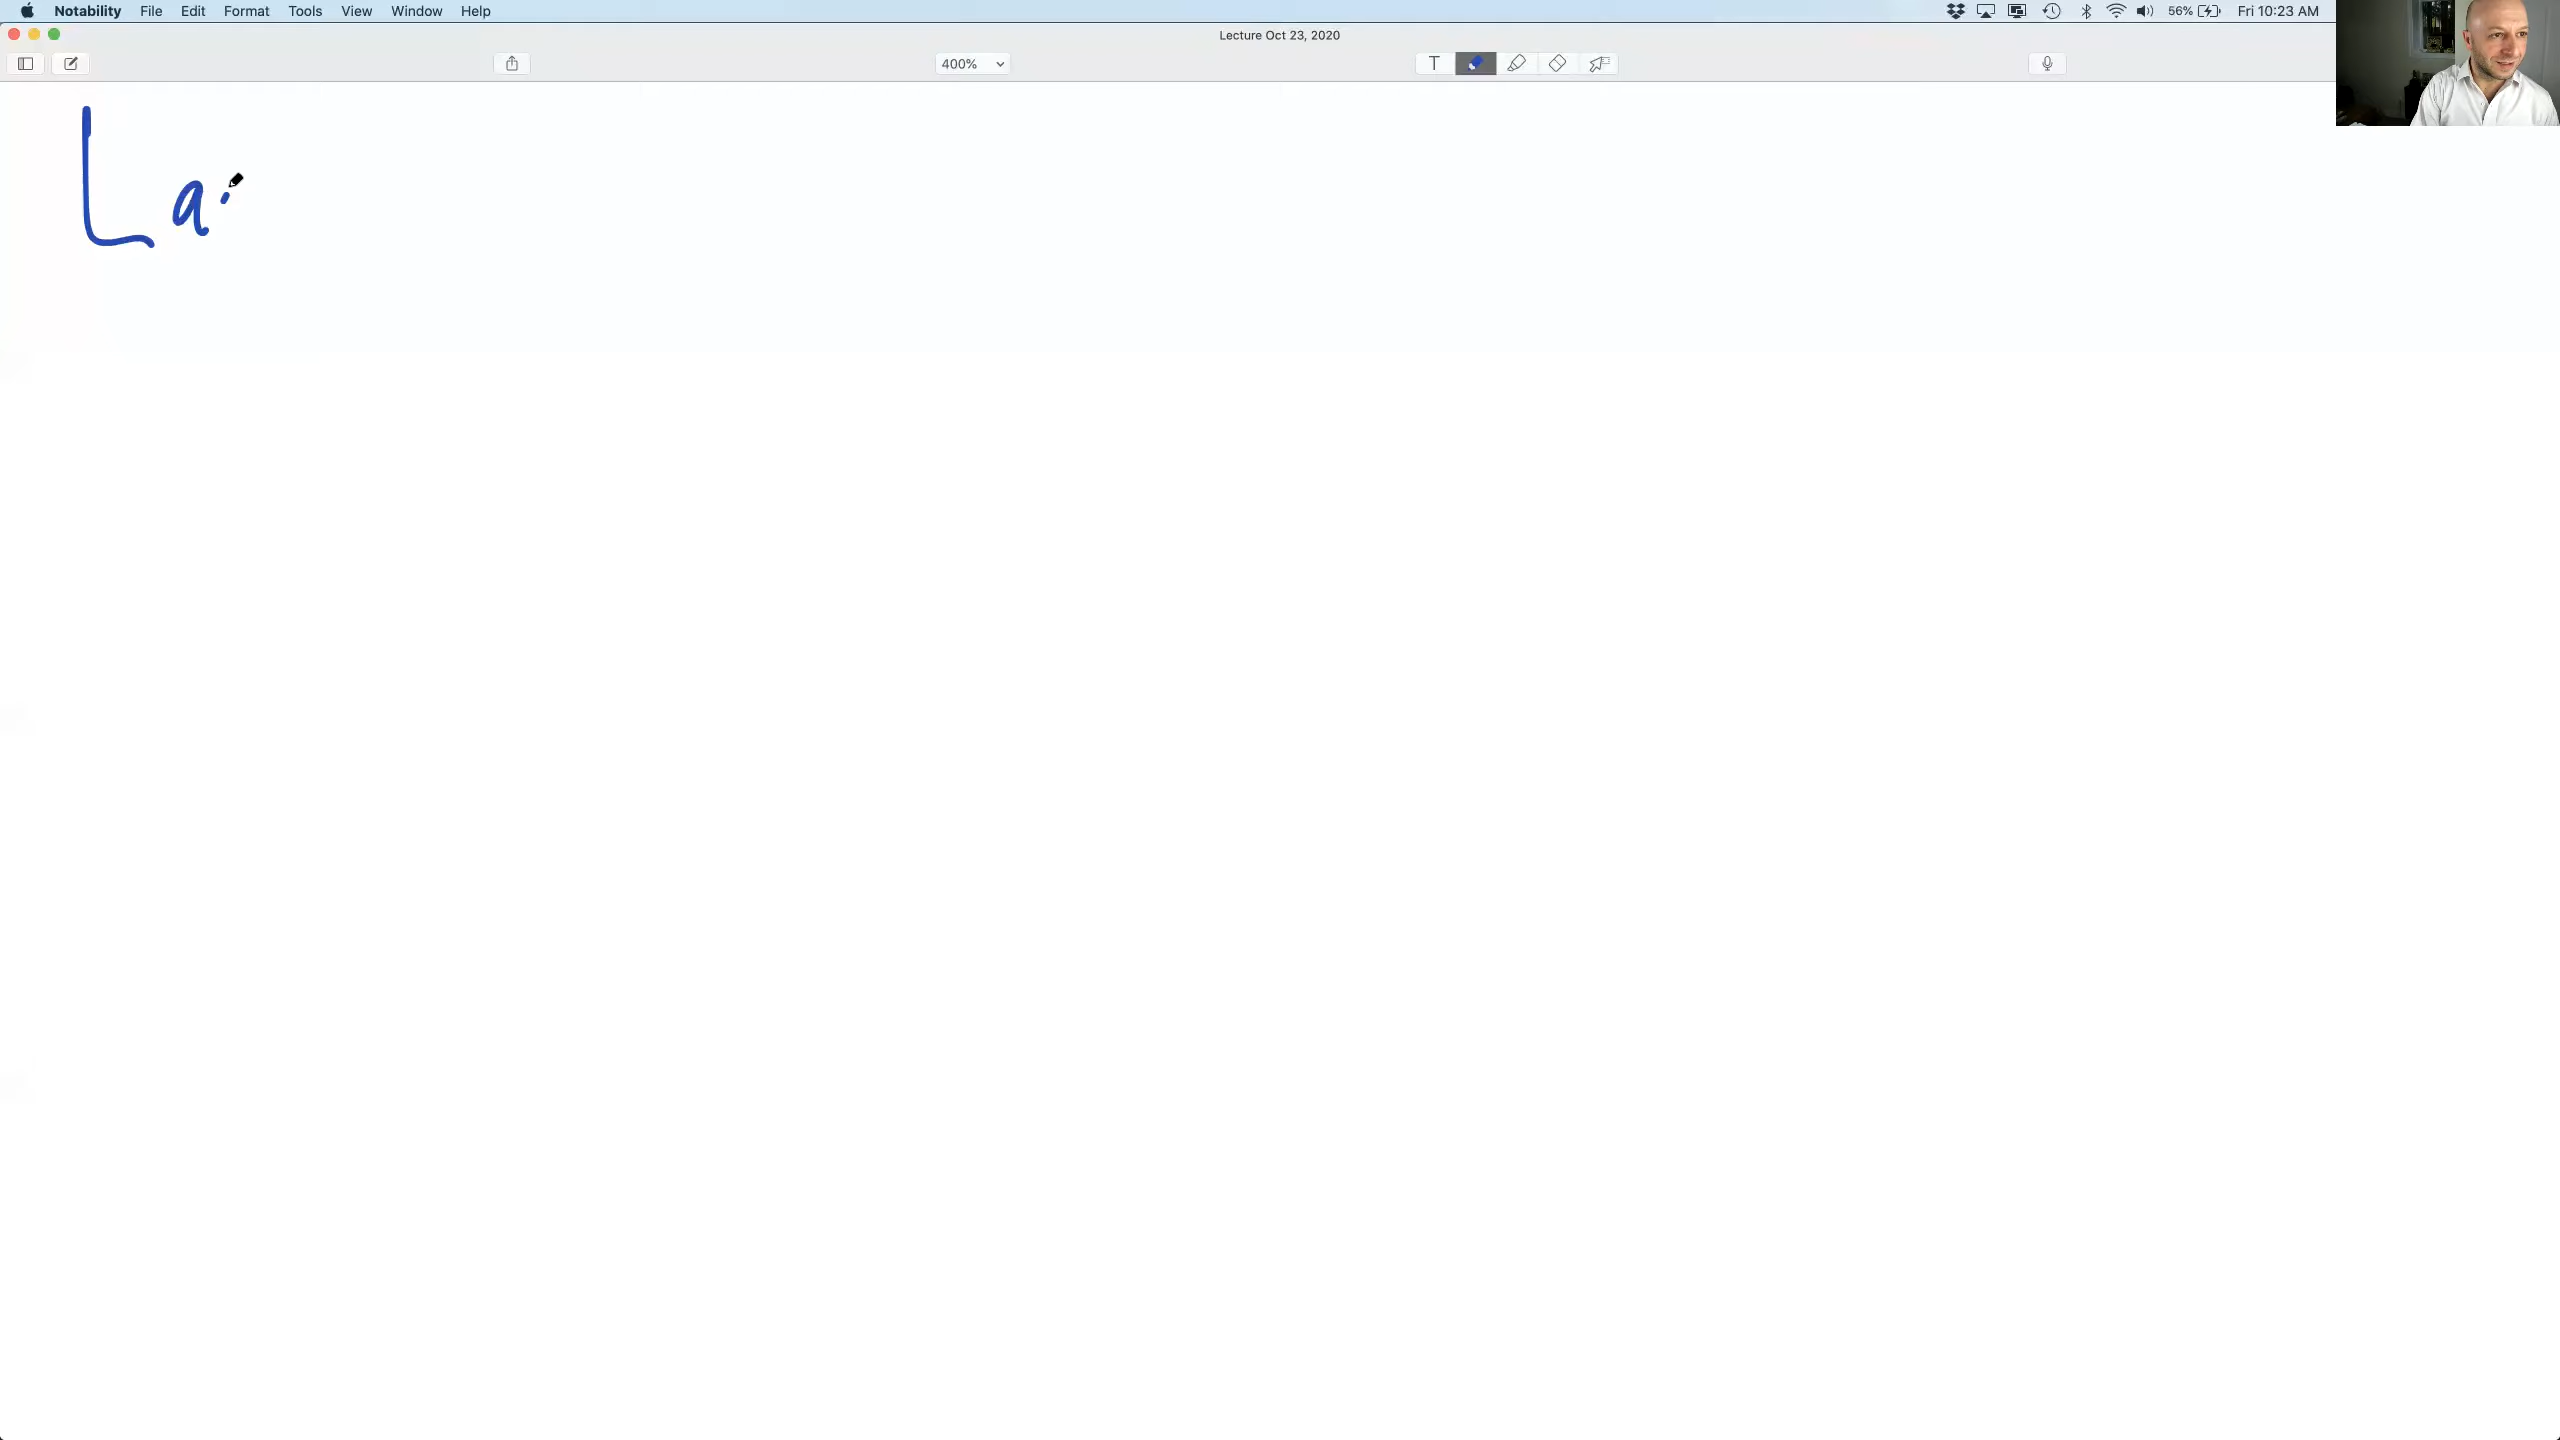 Notability File Edit Format Tools View Window Help 56% Fri 10:23 AM
Lecture Oct 23, 2020
400% T
La